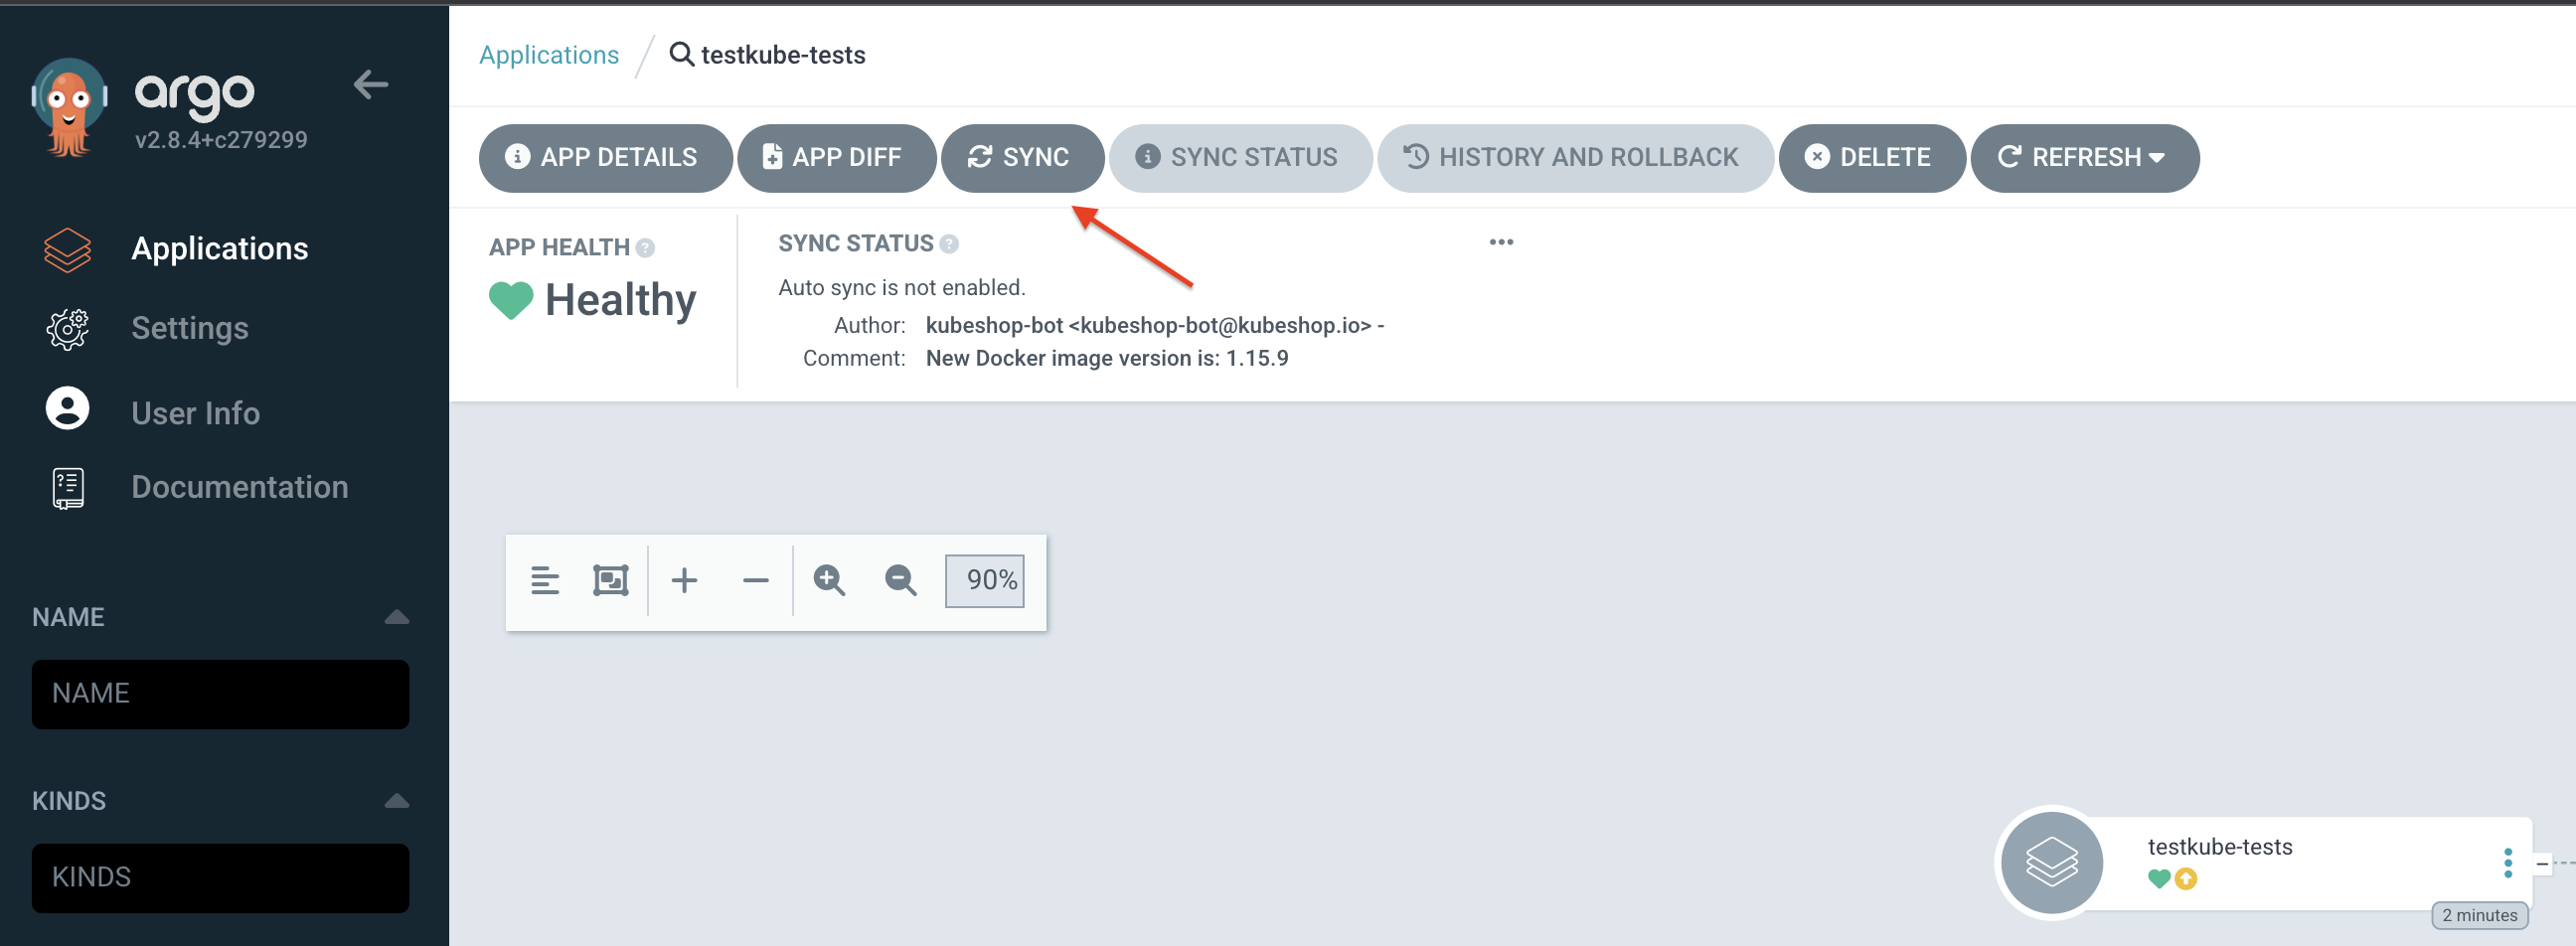 argo
v2.8.4+c279299
Applications
Settings
User Info
Documentation
NAME
NAME
KINDS
KINDS
Applications / testkube-tests
APP DETAILS APP DIFF SYNC SYNC STATUS HISTORY AND ROLLBACK DELETE REFRESH
APP HEALTH
Healthy
SYNC STATUS
Auto sync is not enabled.
Author: kubeshop-bot <kubeshop-bot@kubeshop.io> -
Comment: New Docker image version is: 1.15.9
90%
testkube-tests
2 minutes